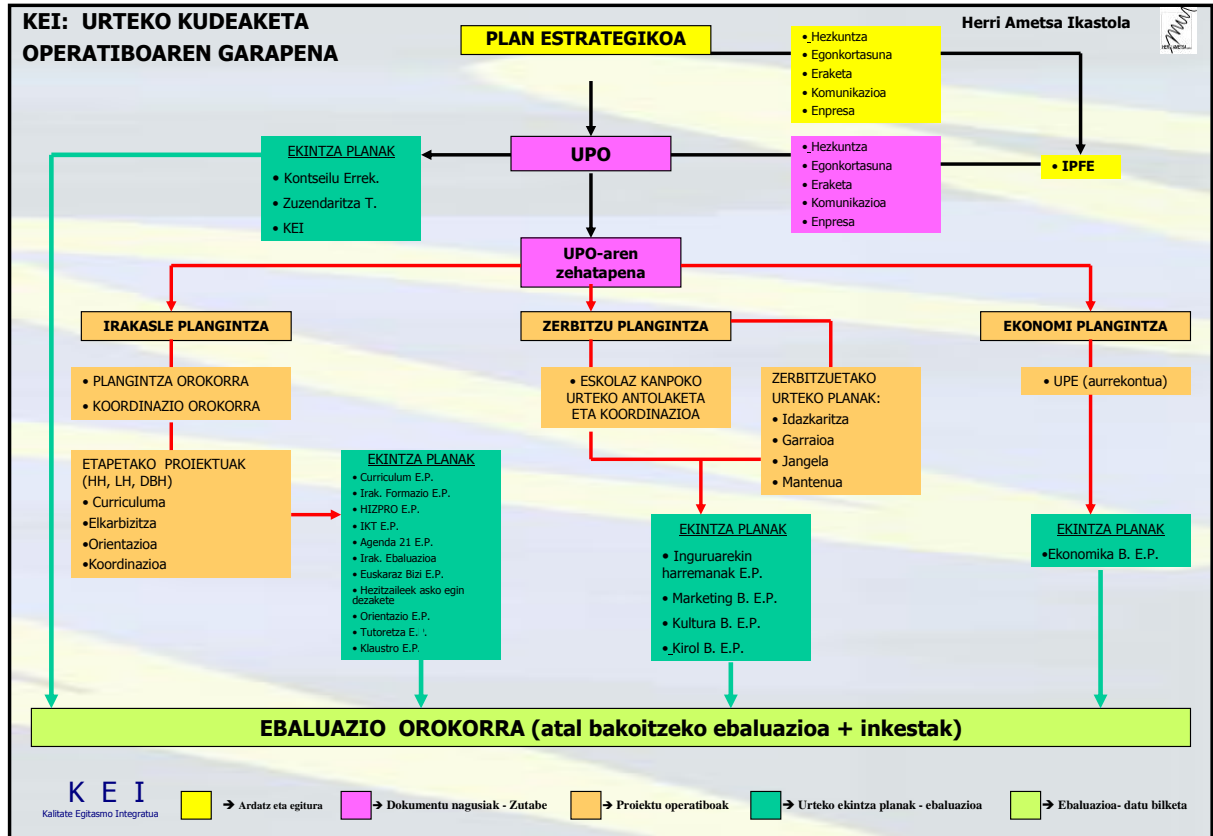 KEI: URTEKO KUDEAKETA
OPERATIBOAREN GARAPENA
Herri Ametsa Ikastola
PLAN ESTRATEGIKOA
• Hezkuntza
• Egonkortasuna
• Eraketa
• Komunikazioa
• Enpresa
EKINTZA PLANAK
• Kontseilu Errek.
• Zuzendaritza T.
• KEI
UPO
• Hezkuntza
• Egonkortasuna
• Eraketa
• Komunikazioa
• Enpresa
• IPFE
UPO-aren
zehatapena
IRAKASLE PLANGINTZA
ZERBITZU PLANGINTZA
EKONOMI PLANGINTZA
• PLANGINTZA OROKORRA
• KOORDINAZIO OROKORRA
• ESKOLAZ KANPOKO
URTEKO ANTOLAKETA
ETA KOORDINAZIOA
ZERBITZUETAKO
URTEKO PLANAK:
• Idazkaritza
• Garraioa
• Jangela
• Mantenua
• UPE (aurrekontua)
ETAPETAKO PROIEKTUAK
(HH, LH, DBH)
• Curriculuma
•Elkarbizitza
•Orientazioa
•Koordinazioa
EKINTZA PLANAK
• Curriculum E.P.
• Irak. Formazio E.P.
• HIZPRO E.P.
• IKT E.P.
• Agenda 21 E.P.
• Irak. Ebaluazioa
• Euskaraz Bizi E.P.
• Hezitzaileek asko egin
dezakete
• Orientazio E.P.
• Tutoretza E.
• Klaustro E.P.
EKINTZA PLANAK
• Inguruarekin
harremanak E.P.
• Marketing B. E.P.
• Kultura B. E.P.
• Kirol B. E.P.
EKINTZA PLANAK
•Ekonomika B. E.P.
EBALUAZIO OROKORRA (atal bakoitzeko ebaluazioa + inkestak)
K E I
Kalitate Egitasmo Integratua
➔ Ardatz eta egitura
➔ Dokumentu nagusiak - Zutabe
➔ Proiektu operatiboak
➔ Urteko ekintza planak - ebaluazioa
➔ Ebaluazioa- datu bilketa